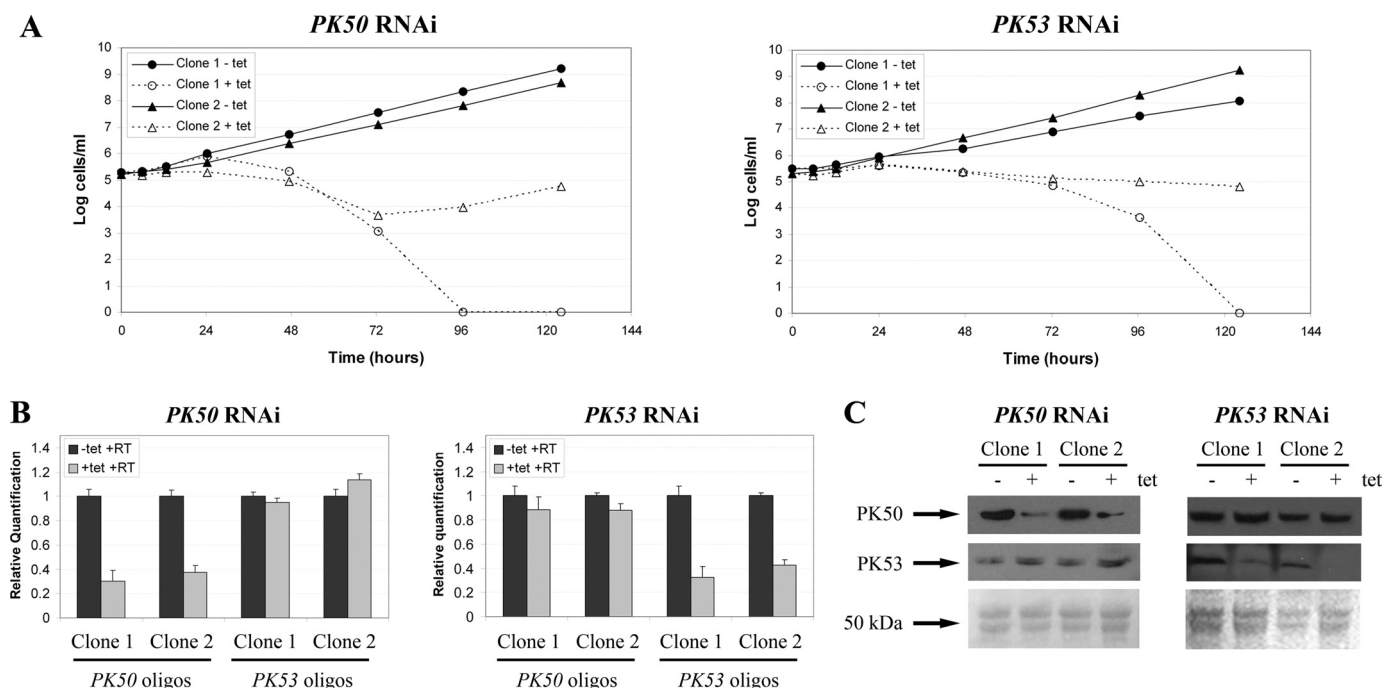 A
PK50 RNAi
Log cells/ml
10
9
8
7
6
5
4
3
2
1
0
Clone 1 - tet
Clone 1 + tet
Clone 2 - tet
Clone 2 + tet
0 24 48 72 96 120 144
Time (hours)
PK53 RNAi
Log cells/ml
10
9
8
7
6
5
4
3
2
1
0
Clone 1 - tet
Clone 1 + tet
Clone 2 - tet
Clone 2 + tet
0 24 48 72 96 120 144
Time (hours)
B
PK50 RNAi
Relative Quantification
1.4
1.2
1
0.8
0.6
0.4
0.2
0
-tet +RT
+tet +RT
Clone 1 Clone 2 Clone 1 Clone 2
PK50 oligos PK53 oligos
PK53 RNAi
Relative quantification
1.4
1.2
1
0.8
0.6
0.4
0.2
0
-tet +RT
+tet +RT
Clone 1 Clone 2 Clone 1 Clone 2
PK50 oligos PK53 oligos
C
PK50 RNAi PK53 RNAi
Clone 1 Clone 2 Clone 1 Clone 2
- + - + - + - + tet
PK50
PK53
50 kDa